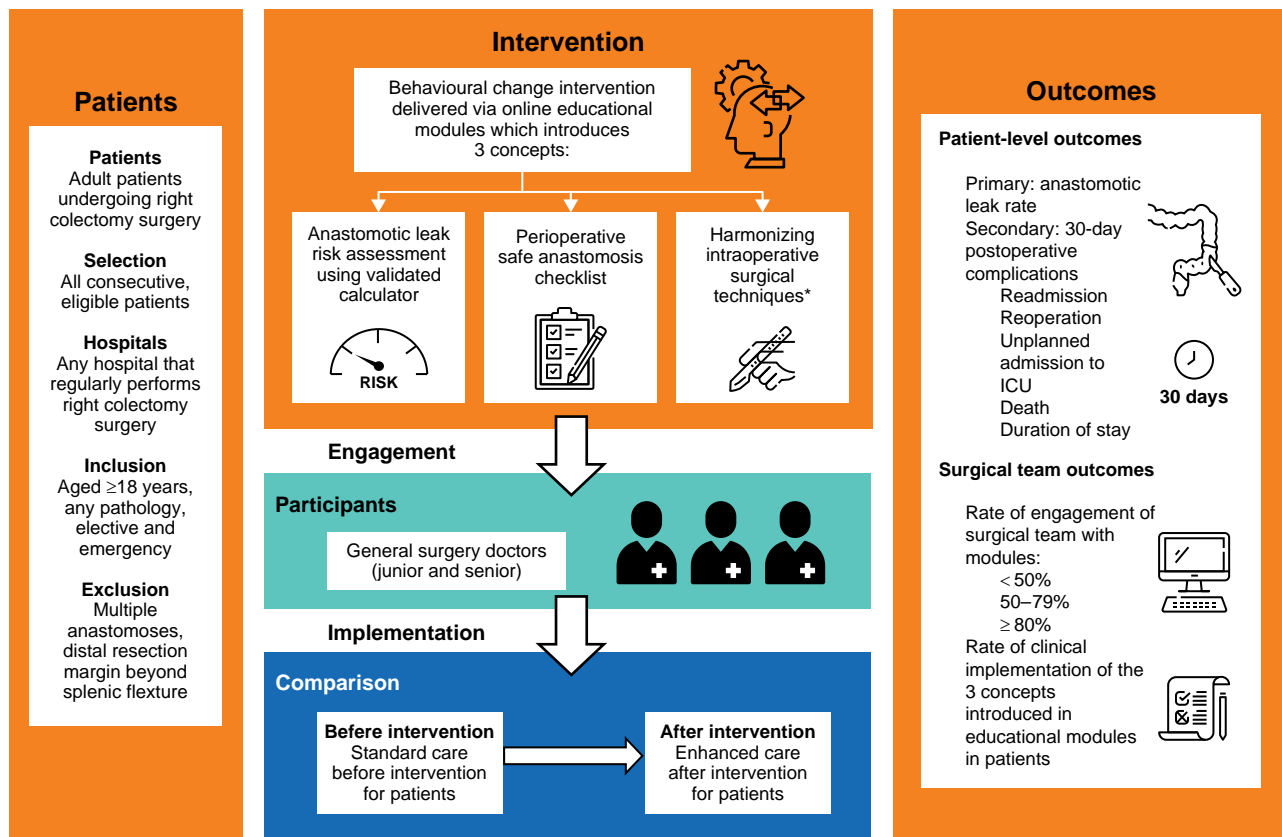 Patients
Patients
Adult patients
undergoing right
colectomy surgery
Selection
All consecutive,
eligible patients
Hospitals
Any hospital that
regularly performs
right colectomy
surgery
Inclusion
Aged ≥18 years,
any pathology,
elective and
emergency
Exclusion
Multiple
anastomoses,
distal resection
margin beyond
splenic flexture
Intervention
Behavioural change intervention
delivered via online educational
modules which introduces
3 concepts:
Anastomotic leak
risk assessment
using validated
calculator
RISK
Perioperative
safe anastomosis
checklist
Harmonizing
intraoperative
surgical
techniques*
Engagement
Participants
General surgery doctors
(junior and senior)
Implementation
Comparison
Before intervention
Standard care
before intervention
for patients
After intervention
Enhanced care
after intervention
for patients
Outcomes
Patient-level outcomes
Primary: anastomotic
leak rate
Secondary: 30-day
postoperative
complications
Readmission
Reoperation
Unplanned
admission to
ICU
Death
Duration of stay
30 days
Surgical team outcomes
Rate of engagement of
surgical team with
modules:
<50%
50–79%
≥ 80%
Rate of clinical
implementation of the
3 concepts
introduced in
educational modules
in patients